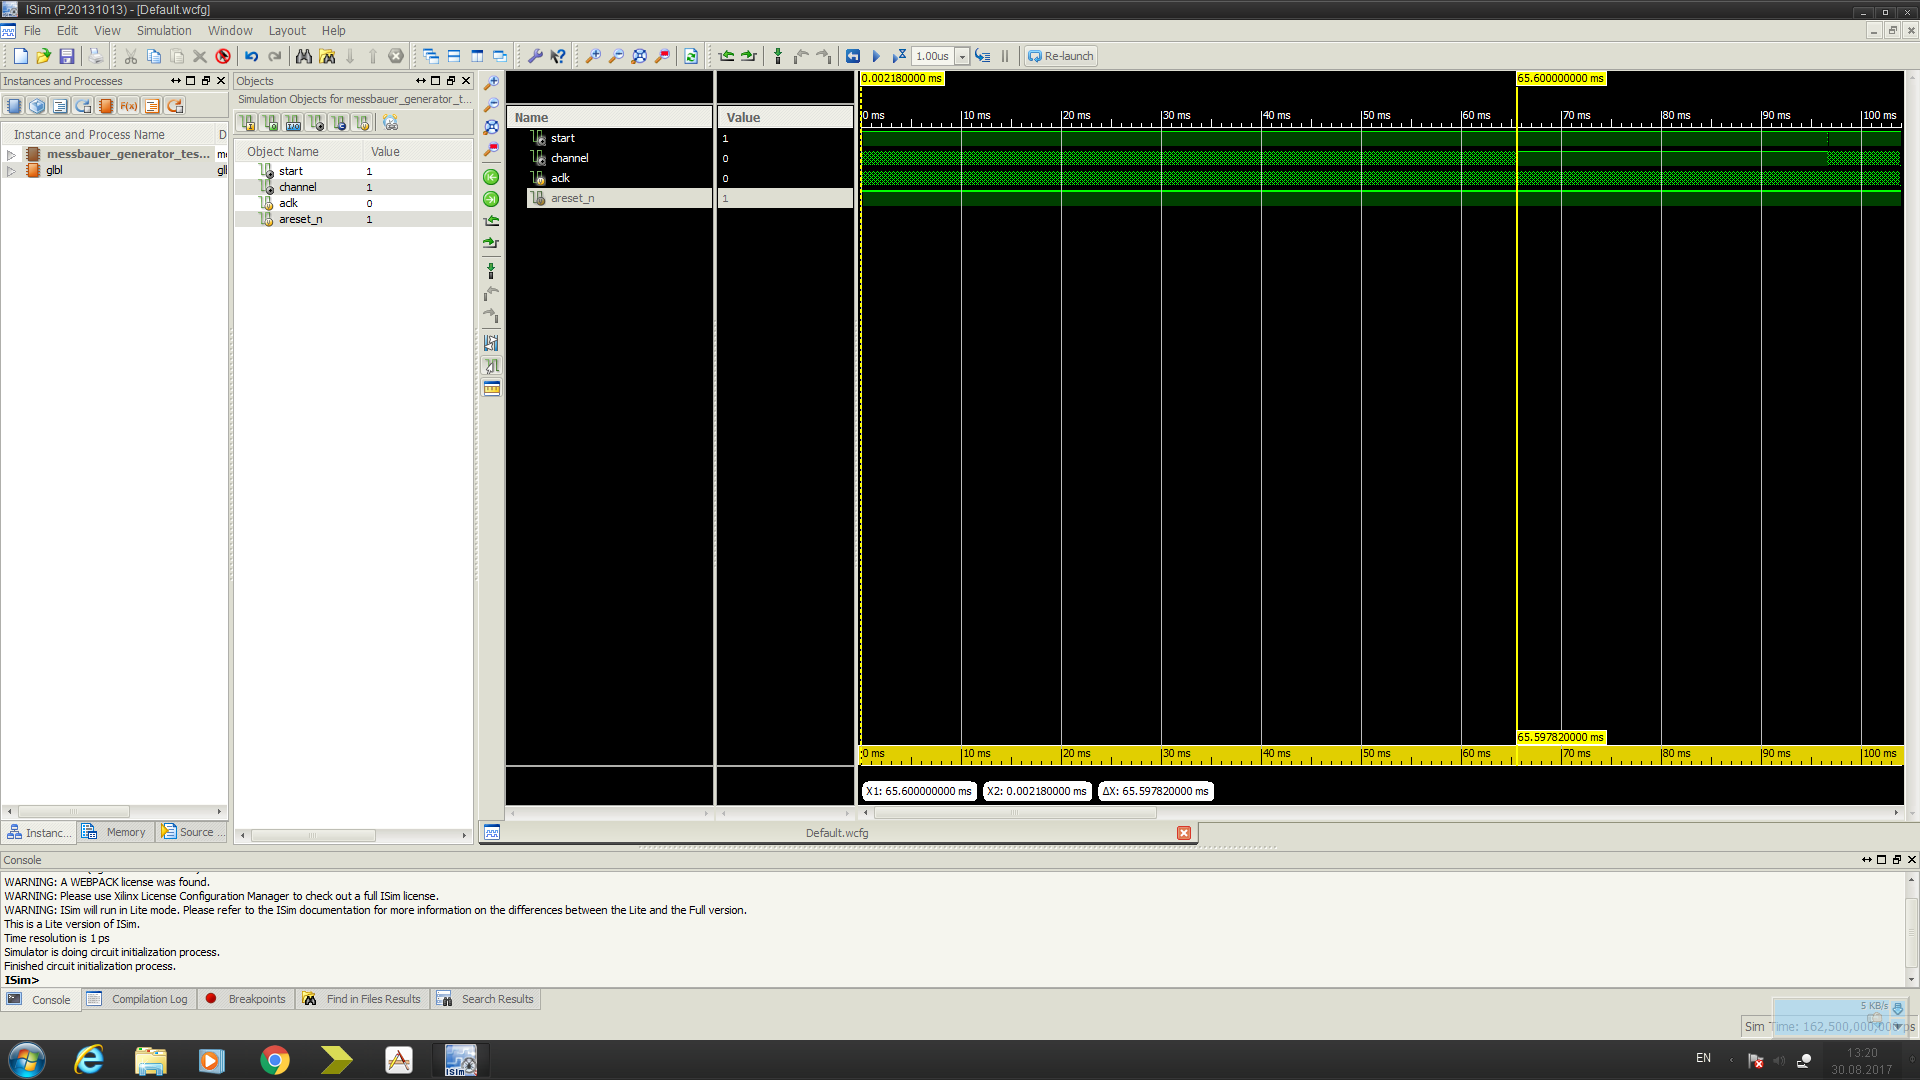 ISim (P.20131013) - [Default.wcfg]
File Edit View Simulation Window Layout Help
1.00us
Re-launch
Instances and Processes
Instance and Process Name D
messbauer_generator_tes...
glbl gll
Objects
Simulation Objects for messbauer_generator_t...
Object Name Value
start 1
channel 1
aclk 0
areset_n 1
Name Value
start 1
channel 0
aclk 0
areset_n 1
0.002180000 ms
65.600000000 ms
0 ms 10 ms 20 ms 30 ms 40 ms 50 ms 60 ms 70 ms 80 ms 90 ms 100 ms
65.597820000 ms
0 ms 10 ms 20 ms 30 ms 40 ms 50 ms 60 ms 70 ms 80 ms 90 ms 100 ms
X1: 65.600000000 ms X2: 0.002180000 ms ΔX: 65.597820000 ms
Instanc... Memory Source ...
Default.wcfg
Console
WARNING: A WEBPACK license was found.
WARNING: Please use Xilinx License Configuration Manager to check out a full ISim license.
WARNING: ISim will run in Lite mode. Please refer to the ISim documentation for more information on the differences between the Lite and the Full version.
This is a Lite version of ISim.
Time resolution is 1 ps
Simulator is doing circuit initialization process.
Finished circuit initialization process.
ISim>
Console Compilation Log Breakpoints Find in Files Results Search Results
5 KB/s
Sim Time: 162,500,000,000 ps
EN
13:20
30.08.2017